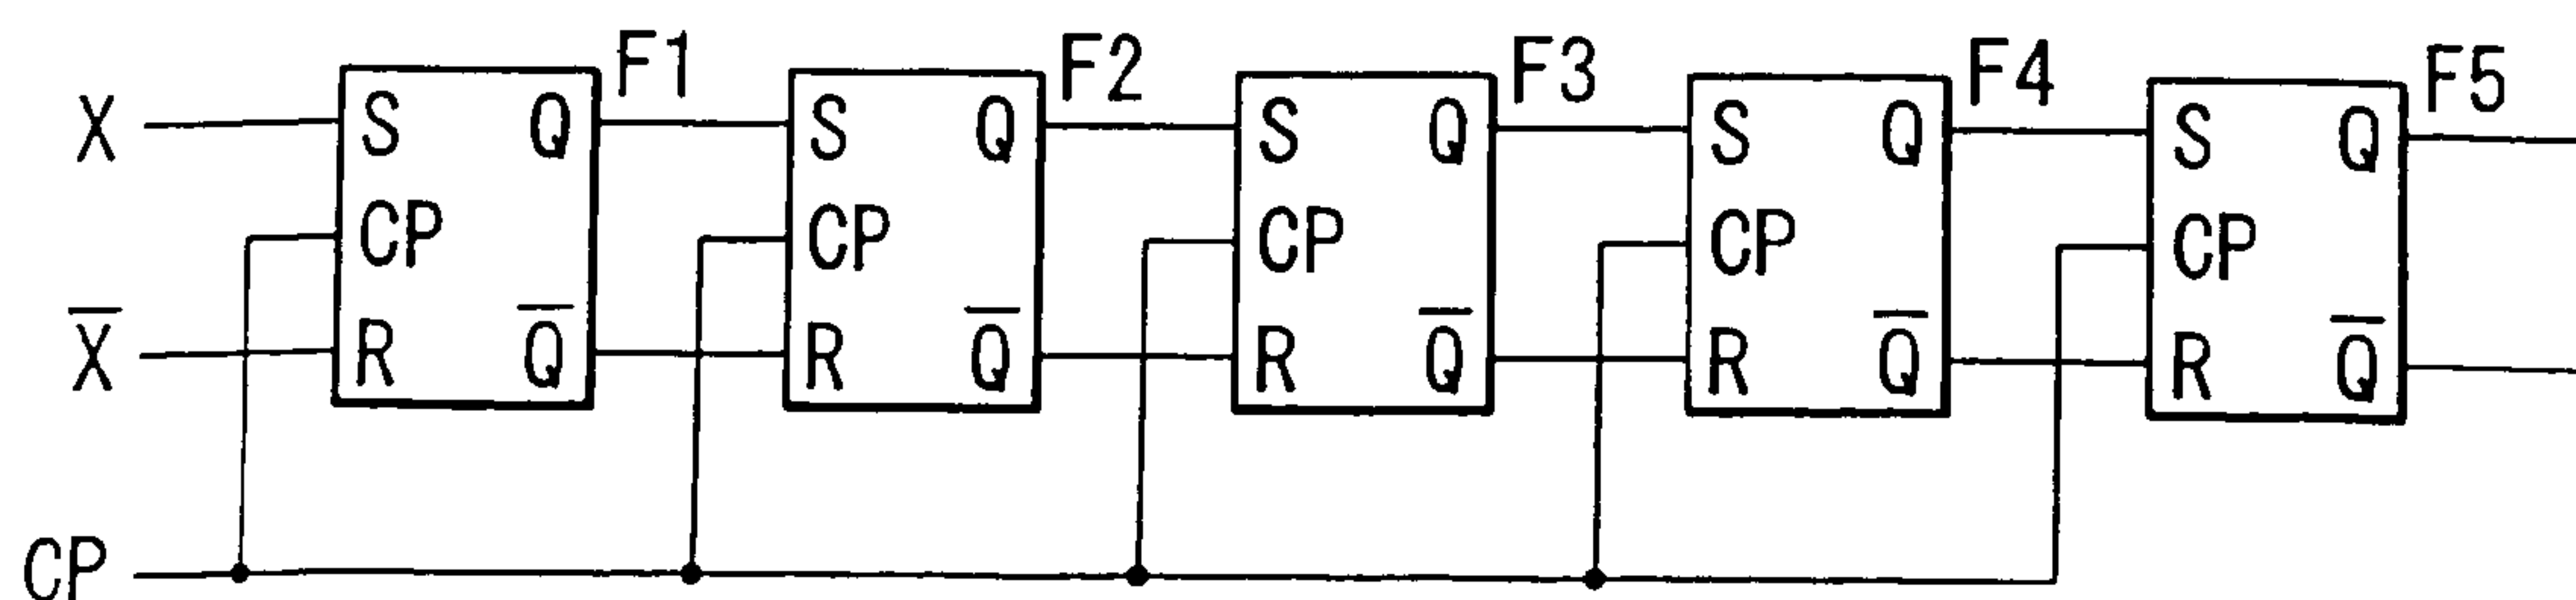 F1 F2 F3 F4 F5
X S Q S Q S Q S Q S Q
CP CP CP CP CP
X̅ R Q̅ R Q̅ R Q̅ R Q̅ R Q̅
CP